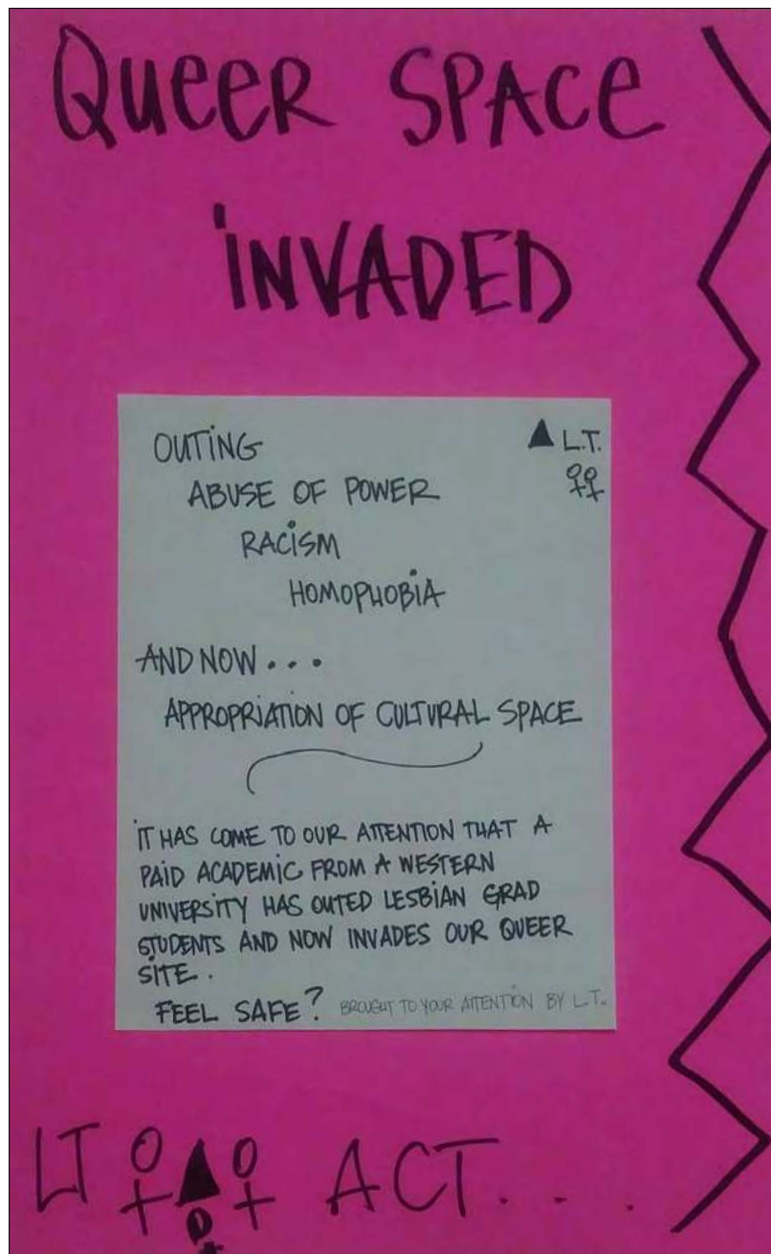 QUEER SPACE
INVADED
OUTING
▲ L.T.
ABUSE OF POWER
⚢
RACISM
HOMOPHOBIA
AND NOW...
APPROPRIATION OF CULTURAL SPACE
IT HAS COME TO OUR ATTENTION THAT A
PAID ACADEMIC FROM A WESTERN
UNIVERSITY HAS OUTED LESBIAN GRAD
STUDENTS AND NOW INVADES OUR QUEER
SITE.
FEEL SAFE? BROUGHT TO YOUR ATTENTION BY L.T.
LT ♀▲♀ ACT...